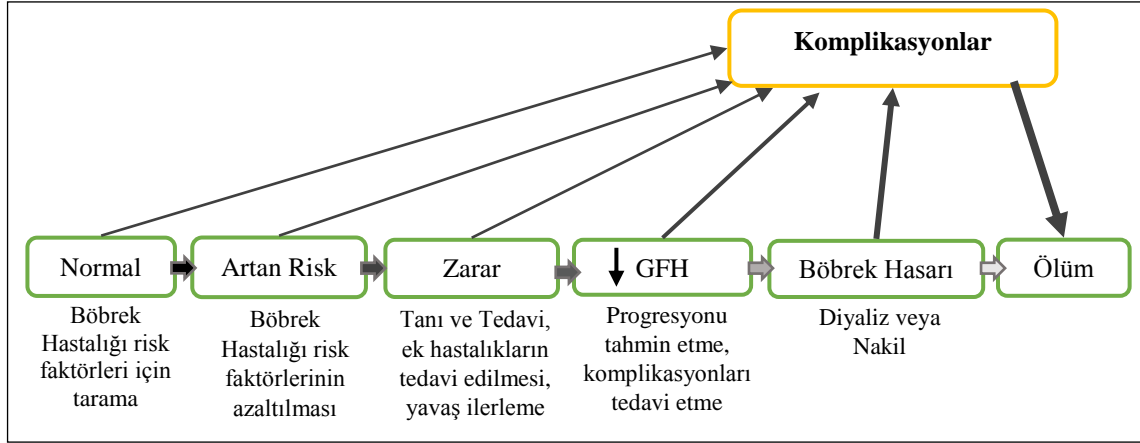 Komplikasyonlar
Normal
Artan Risk
Zarar
GFH
Böbrek Hasarı
Ölüm
Böbrek
Hastalığı risk
faktörleri için
tarama
Böbrek
Hastalığı risk
faktörlerinin
azaltılması
Tanı ve Tedavi,
ek hastalıkların
tedavi edilmesi,
yavaş ilerleme
Progresyonu
tahmin etme,
komplikasyonları
tedavi etme
Diyaliz veya
Nakil